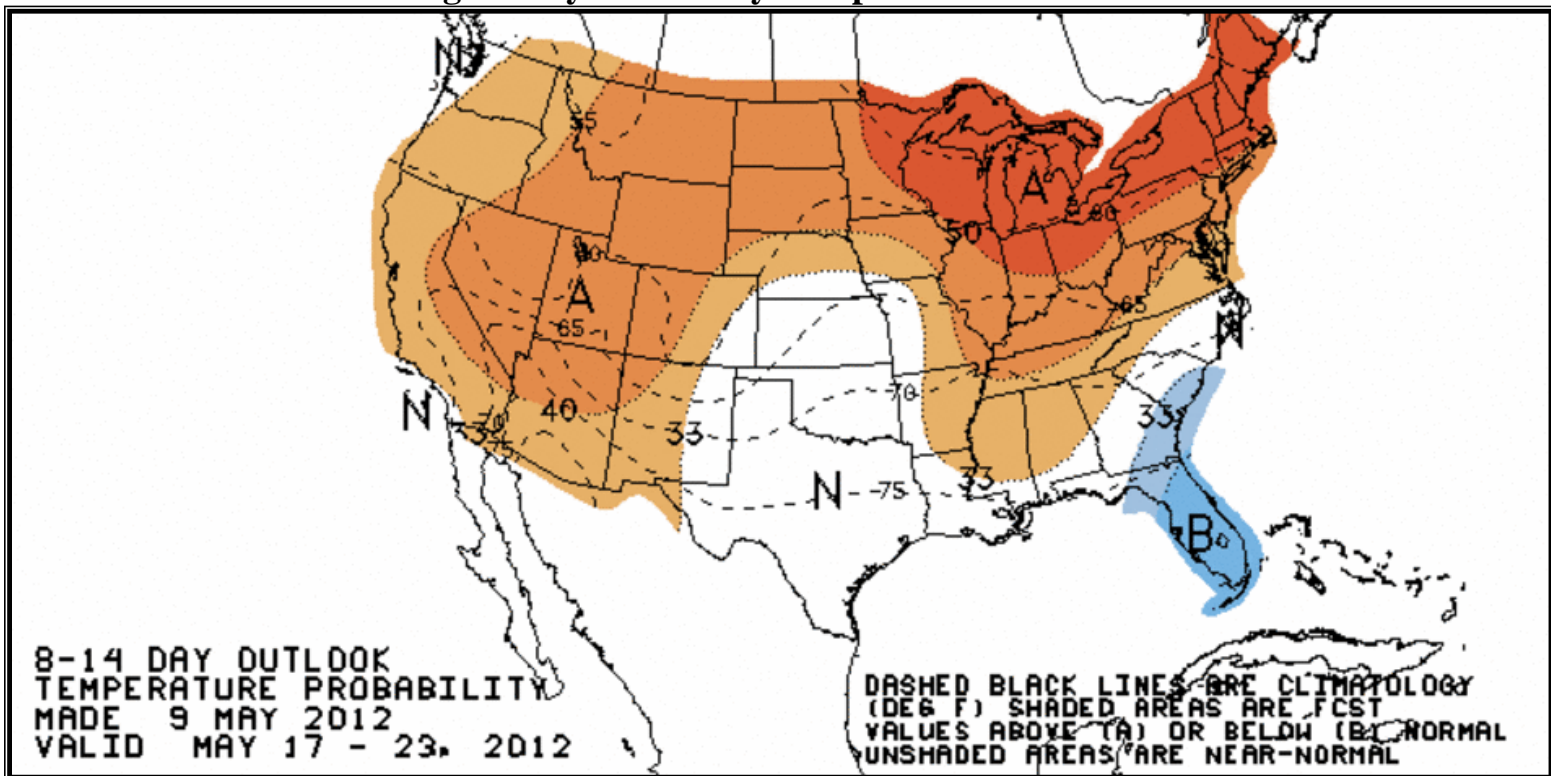 N
55
A
50
60
60
A
65
65
N
N
40
70
33
33
33
75
33
N
75
B
8-14 DAY OUTLOOK
TEMPERATURE PROBABILITY
MADE 9 MAY 2012
VALID MAY 17 - 23, 2012
DASHED BLACK LINES ARE CLIMATOLOGY
(DEG F) SHADED AREAS ARE FCST
VALUES ABOVE (A) OR BELOW (B) NORMAL
UNSHADED AREAS ARE NEAR-NORMAL